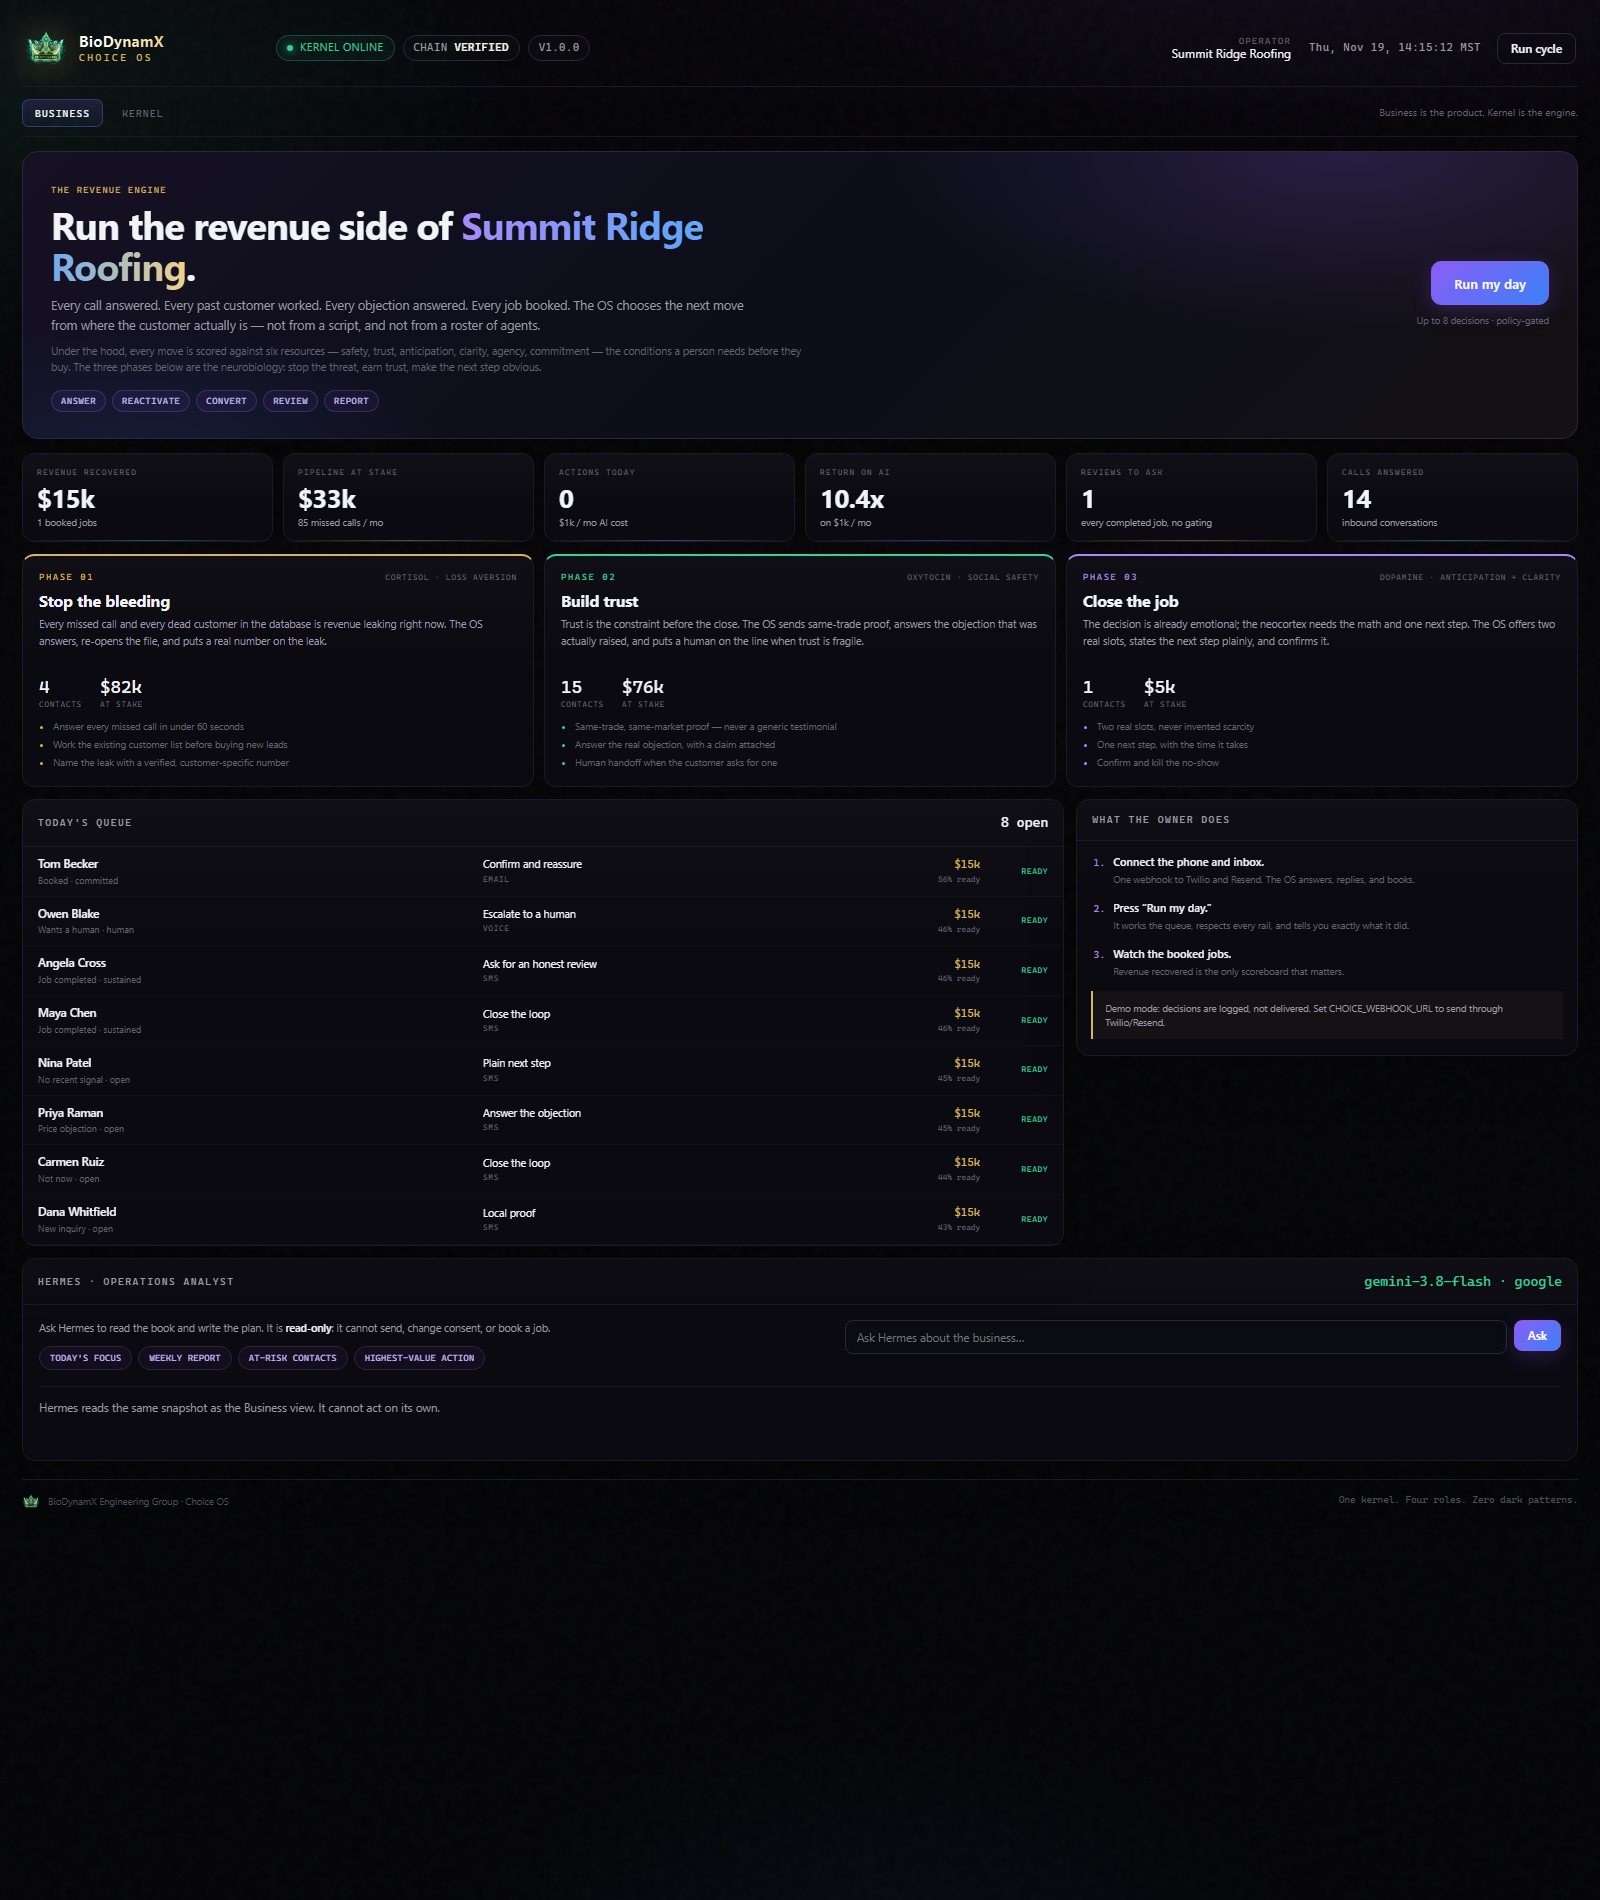 BioDynamX
CHOICE OS
KERNEL ONLINE
CHAIN VERIFIED
V1.0.0
OPERATOR
Summit Ridge Roofing
Thu, Nov 19, 14:15:12 MST
Run cycle
BUSINESS
KERNEL
Business is the product. Kernel is the engine.
THE REVENUE ENGINE
Run the revenue side of Summit Ridge
Roofing.
Every call answered. Every past customer worked. Every objection answered. Every job booked. The OS chooses the next move
from where the customer actually is — not from a script, and not from a roster of agents.
Under the hood, every move is scored against six resources — safety, trust, anticipation, clarity, agency, commitment — the conditions a person needs before they
buy. The three phases below are the neurobiology: stop the threat, earn trust, make the next step obvious.
ANSWER
REACTIVATE
CONVERT
REVIEW
REPORT
Run my day
Up to 8 decisions · policy-gated
REVENUE RECOVERED
$15k
1 booked jobs
PIPELINE AT STAKE
$33k
85 missed calls / mo
ACTIONS TODAY
0
$1k / mo AI cost
RETURN ON AI
10.4x
on $1k / mo
REVIEWS TO ASK
1
every completed job, no gating
CALLS ANSWERED
14
inbound conversations
PHASE 01
CORTISOL · LOSS AVERSION
Stop the bleeding
Every missed call and every dead customer in the database is revenue leaking right now. The OS
answers, re-opens the file, and puts a real number on the leak.
4
CONTACTS
$82k
AT STAKE
Answer every missed call in under 60 seconds
Work the existing customer list before buying new leads
Name the leak with a verified, customer-specific number
PHASE 02
OXYTOCIN · SOCIAL SAFETY
Build trust
Trust is the constraint before the close. The OS sends same-trade proof, answers the objection that was
actually raised, and puts a human on the line when trust is fragile.
15
CONTACTS
$76k
AT STAKE
Same-trade, same-market proof — never a generic testimonial
Answer the real objection, with a claim attached
Human handoff when the customer asks for one
PHASE 03
DOPAMINE · ANTICIPATION + CLARITY
Close the job
The decision is already emotional; the neocortex needs the math and one next step. The OS offers two
real slots, states the next step plainly, and confirms it.
1
CONTACTS
$5k
AT STAKE
Two real slots, never invented scarcity
One next step, with the time it takes
Confirm and kill the no-show
TODAY'S QUEUE
8 open
Tom Becker
Booked · committed
Confirm and reassure
EMAIL
$15k
56% ready
READY
Owen Blake
Wants a human · human
Escalate to a human
VOICE
$15k
46% ready
READY
Angela Cross
Job completed · sustained
Ask for an honest review
SMS
$15k
46% ready
READY
Maya Chen
Job completed · sustained
Close the loop
SMS
$15k
46% ready
READY
Nina Patel
No recent signal · open
Plain next step
SMS
$15k
45% ready
READY
Priya Raman
Price objection · open
Answer the objection
SMS
$15k
45% ready
READY
Carmen Ruiz
Not now · open
Close the loop
SMS
$15k
44% ready
READY
Dana Whitfield
New inquiry · open
Local proof
SMS
$15k
43% ready
READY
WHAT THE OWNER DOES
1. Connect the phone and inbox.
One webhook to Twilio and Resend. The OS answers, replies, and books.
2. Press “Run my day.”
It works the queue, respects every rail, and tells you exactly what it did.
3. Watch the booked jobs.
Revenue recovered is the only scoreboard that matters.
Demo mode: decisions are logged, not delivered. Set CHOICE_WEBHOOK_URL to send through
Twilio/Resend.
HERMES · OPERATIONS ANALYST
gemini-3.8-flash · google
Ask Hermes to read the book and write the plan. It is read-only: it cannot send, change consent, or book a job.
TODAY'S FOCUS
WEEKLY REPORT
AT-RISK CONTACTS
HIGHEST-VALUE ACTION
Ask Hermes about the business...
Ask
Hermes reads the same snapshot as the Business view. It cannot act on its own.
BioDynamX Engineering Group · Choice OS
One kernel. Four roles. Zero dark patterns.